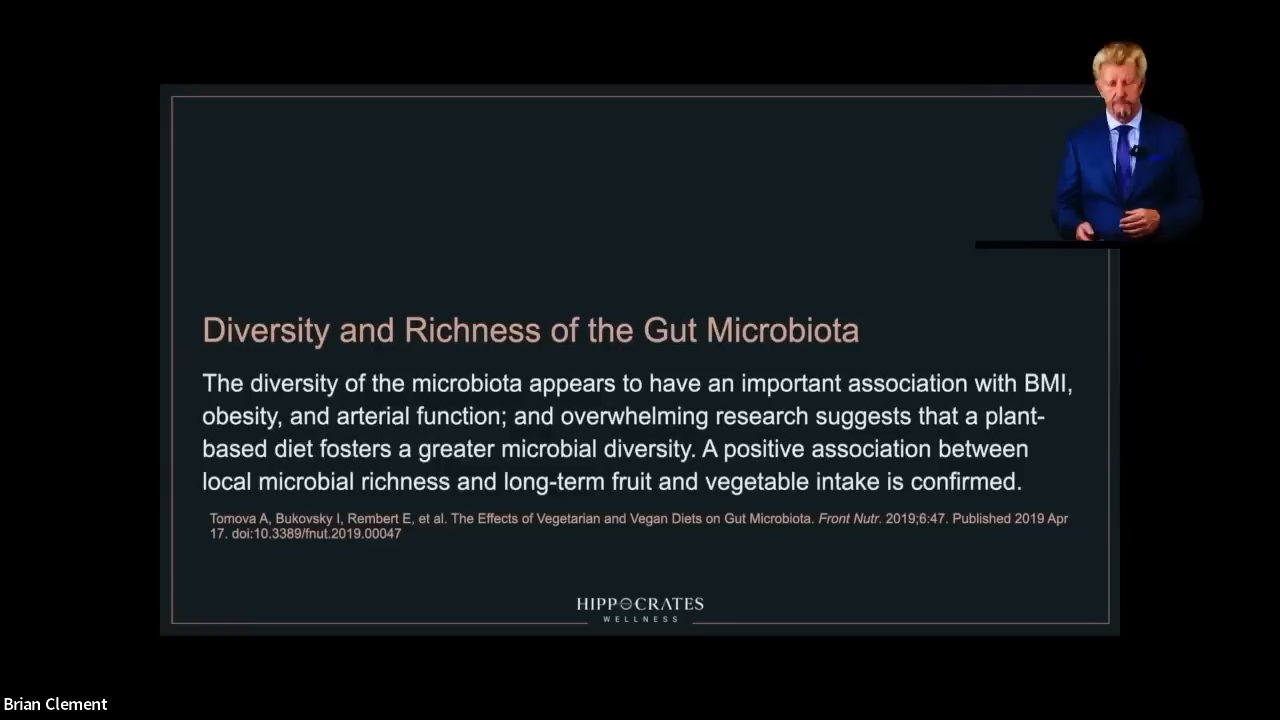 Diversity and Richness of the Gut Microbiota
The diversity of the microbiota appears to have an important association with BMI,
obesity, and arterial function; and overwhelming research suggests that a plant-
based diet fosters a greater microbial diversity. A positive association between
local microbial richness and long-term fruit and vegetable intake is confirmed.
Tomova A, Bukovsky I, Rembert E, et al. The Effects of Vegetarian and Vegan Diets on Gut Microbiota. Front Nutr. 2019;6:47. Published 2019 Apr
17. doi:10.3389/fnut.2019.00047
HIPPOCRATES
WELLNESS
Brian Clement